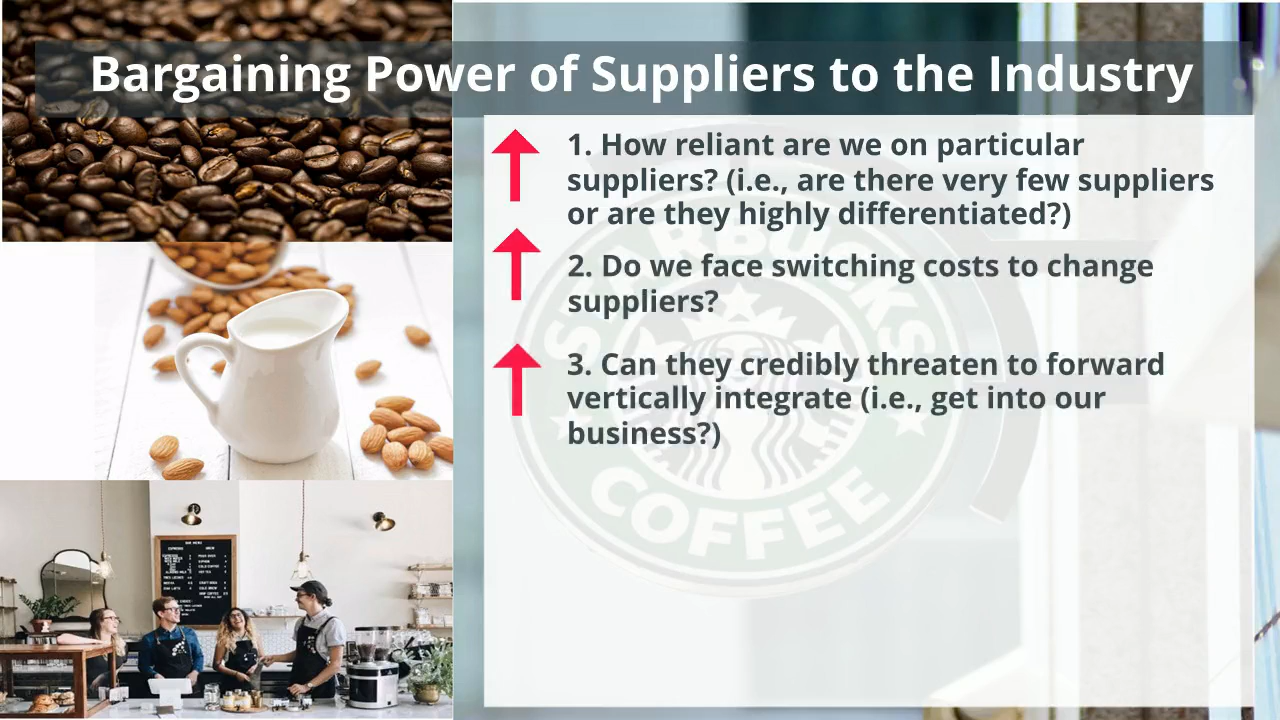 Bargaining Power of Suppliers to the Industry
1. How reliant are we on particular
suppliers? (i.e., are there very few suppliers
or are they highly differentiated?)
2. Do we face switching costs to change
suppliers?
3. Can they credibly threaten to forward
vertically integrate (i.e., get into our
business?)
STARBUCKS
COFFEE